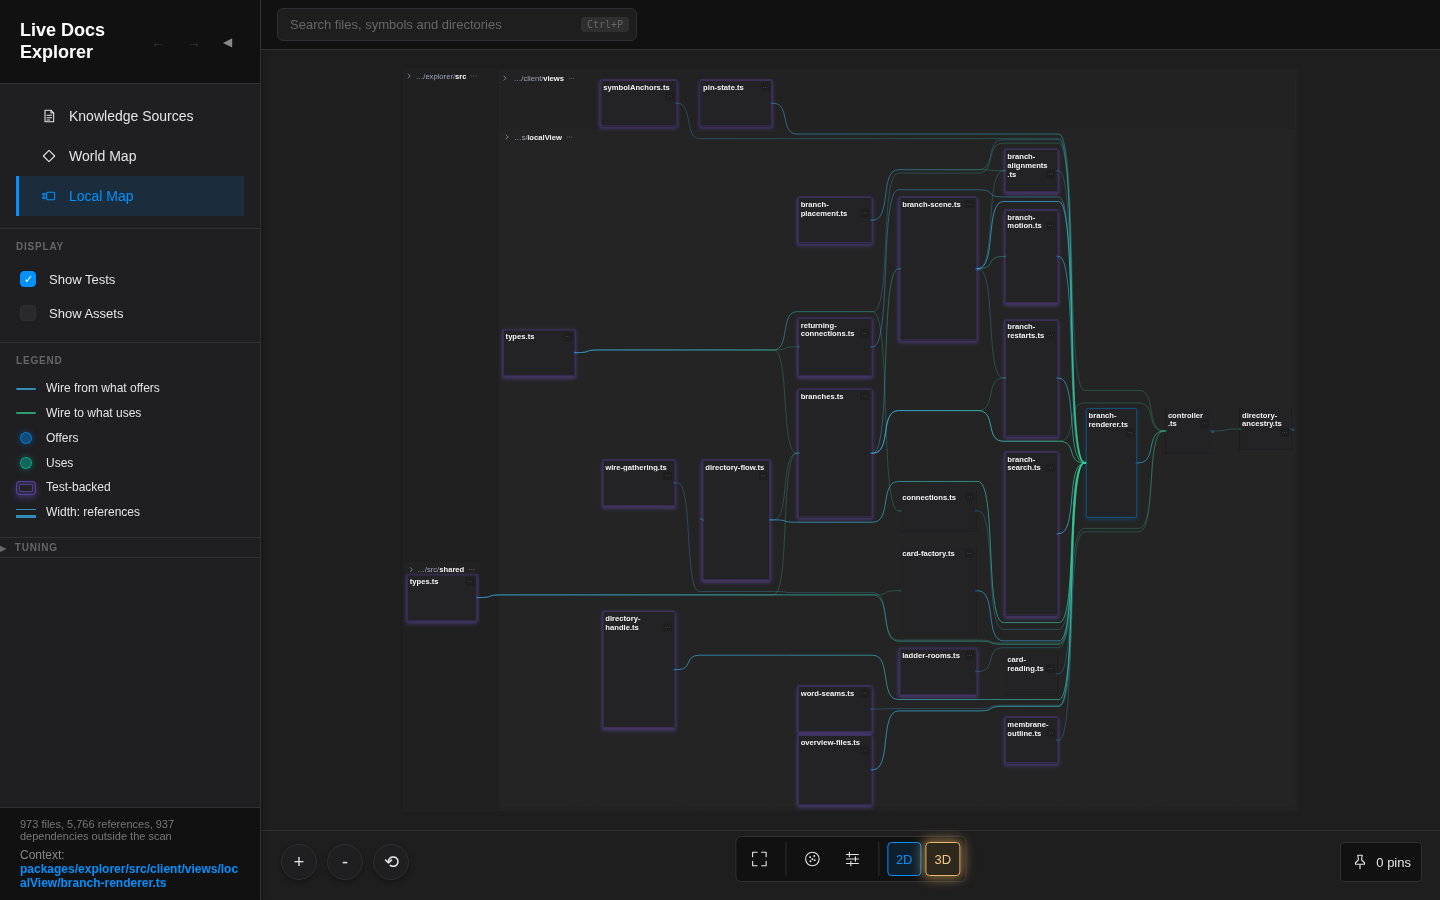 Live Docs
Explorer
Search files, symbols and directories
Ctrl+P
Knowledge Sources
World Map
Local Map
DISPLAY
Show Tests
Show Assets
LEGEND
Wire from what offers
Wire to what uses
Offers
Uses
Test-backed
Width: references
TUNING
973 files, 5,766 references, 937
dependencies outside the scan
Context:
packages/explorer/src/client/views/loc
alView/branch-renderer.ts
.../explorer/src
.../client/views
symbolAnchors.ts
pin-state.ts
...s/localView
branch-
alignments
.ts
branch-
placement.ts
branch-scene.ts
branch-
motion.ts
types.ts
returning-
connections.ts
branch-
restarts.ts
branches.ts
branch-
renderer.ts
controller
.ts
directory-
ancestry.ts
wire-gathering.ts
directory-flow.ts
branch-
search.ts
connections.ts
card-factory.ts
.../src/shared
types.ts
directory-
handle.ts
ladder-rooms.ts
card-
reading.ts
word-seams.ts
membrane-
outline.ts
overview-files.ts
+
-
2D
3D
0 pins